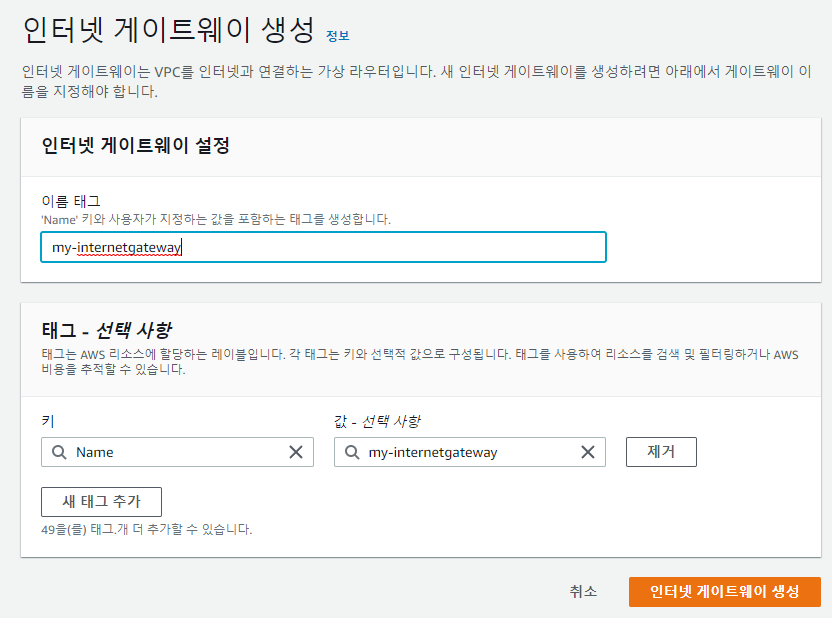 인터넷 게이트웨이 생성 정보
인터넷 게이트웨이는 VPC를 인터넷과 연결하는 가상 라우터입니다. 새 인터넷 게이트웨이를 생성하려면 아래에서 게이트웨이 이
름을 지정해야 합니다.
인터넷 게이트웨이 설정
이름 태그
'Name' 키와 사용자가 지정하는 값을 포함하는 태그를 생성합니다.
my-internetgateway
태그 - 선택 사항
태그는 AWS 리소스에 할당하는 레이블입니다. 각 태그는 키와 선택적 값으로 구성됩니다. 태그를 사용하여 리소스를 검색 및 필터링하거나 AWS
비용을 추적할 수 있습니다.
키 값 - 선택 사항
Name my-internetgateway 제거
새 태그 추가
49을(를) 태그.개 더 추가할 수 있습니다.
취소 인터넷 게이트웨이 생성